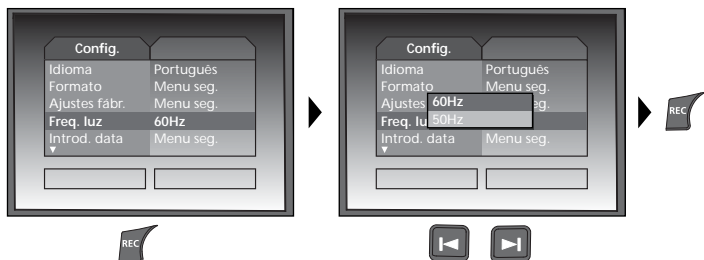 Config.
Idioma Português
Formato Menu seg.
Ajustes fábr. Menu seg.
Freq. luz 60Hz
Introd. data Menu seg.
REC
Config.
Idioma Português
Formato Menu seg.
Ajustes 60Hz eg.
Freq. lu 50Hz
Introd. data Menu seg.
REC